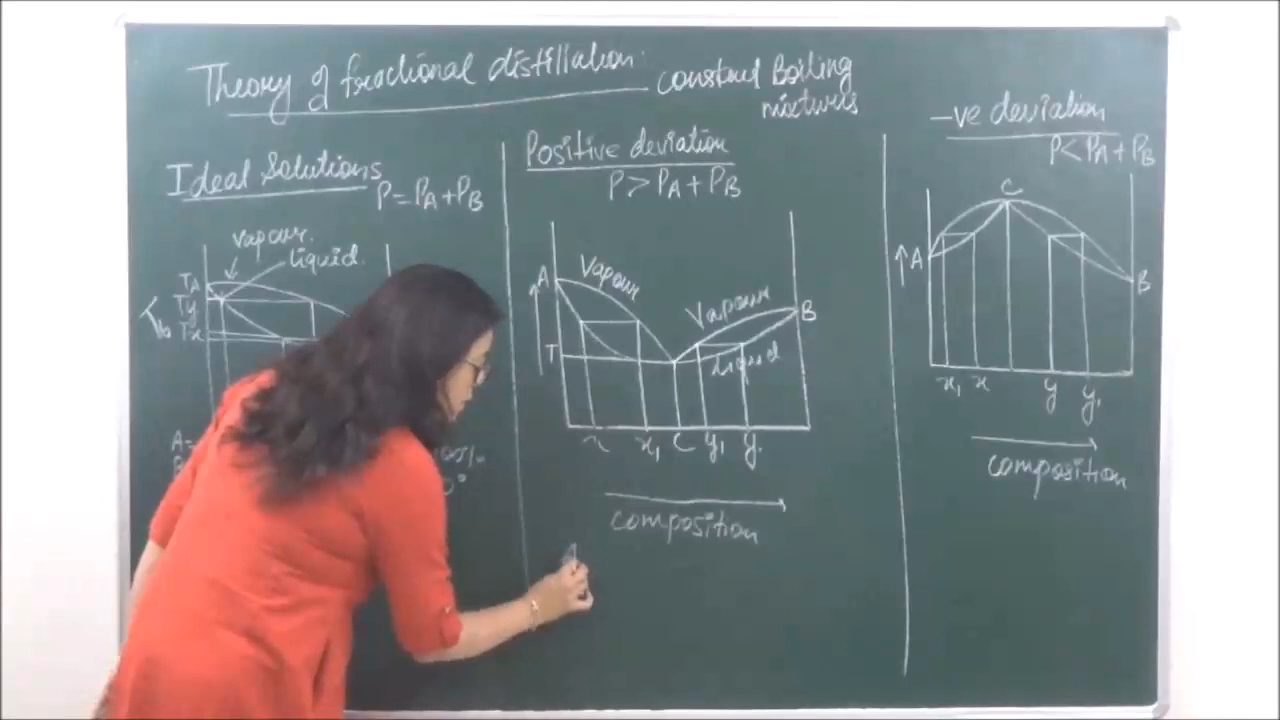 Theory of fractional distillation
constant Boiling
mixtures
Ideal Solutions
P = PA + PB
vapour.
liquid.
TA
Ty
Tx
Tb
A=
Positive deviation
P > PA + PB
A
Vapour
Vapour
B
T
Liquid
x x1 C y1 y
composition
-ve deviation
P < PA + PB
C
A
B
x1 x y y1
composition